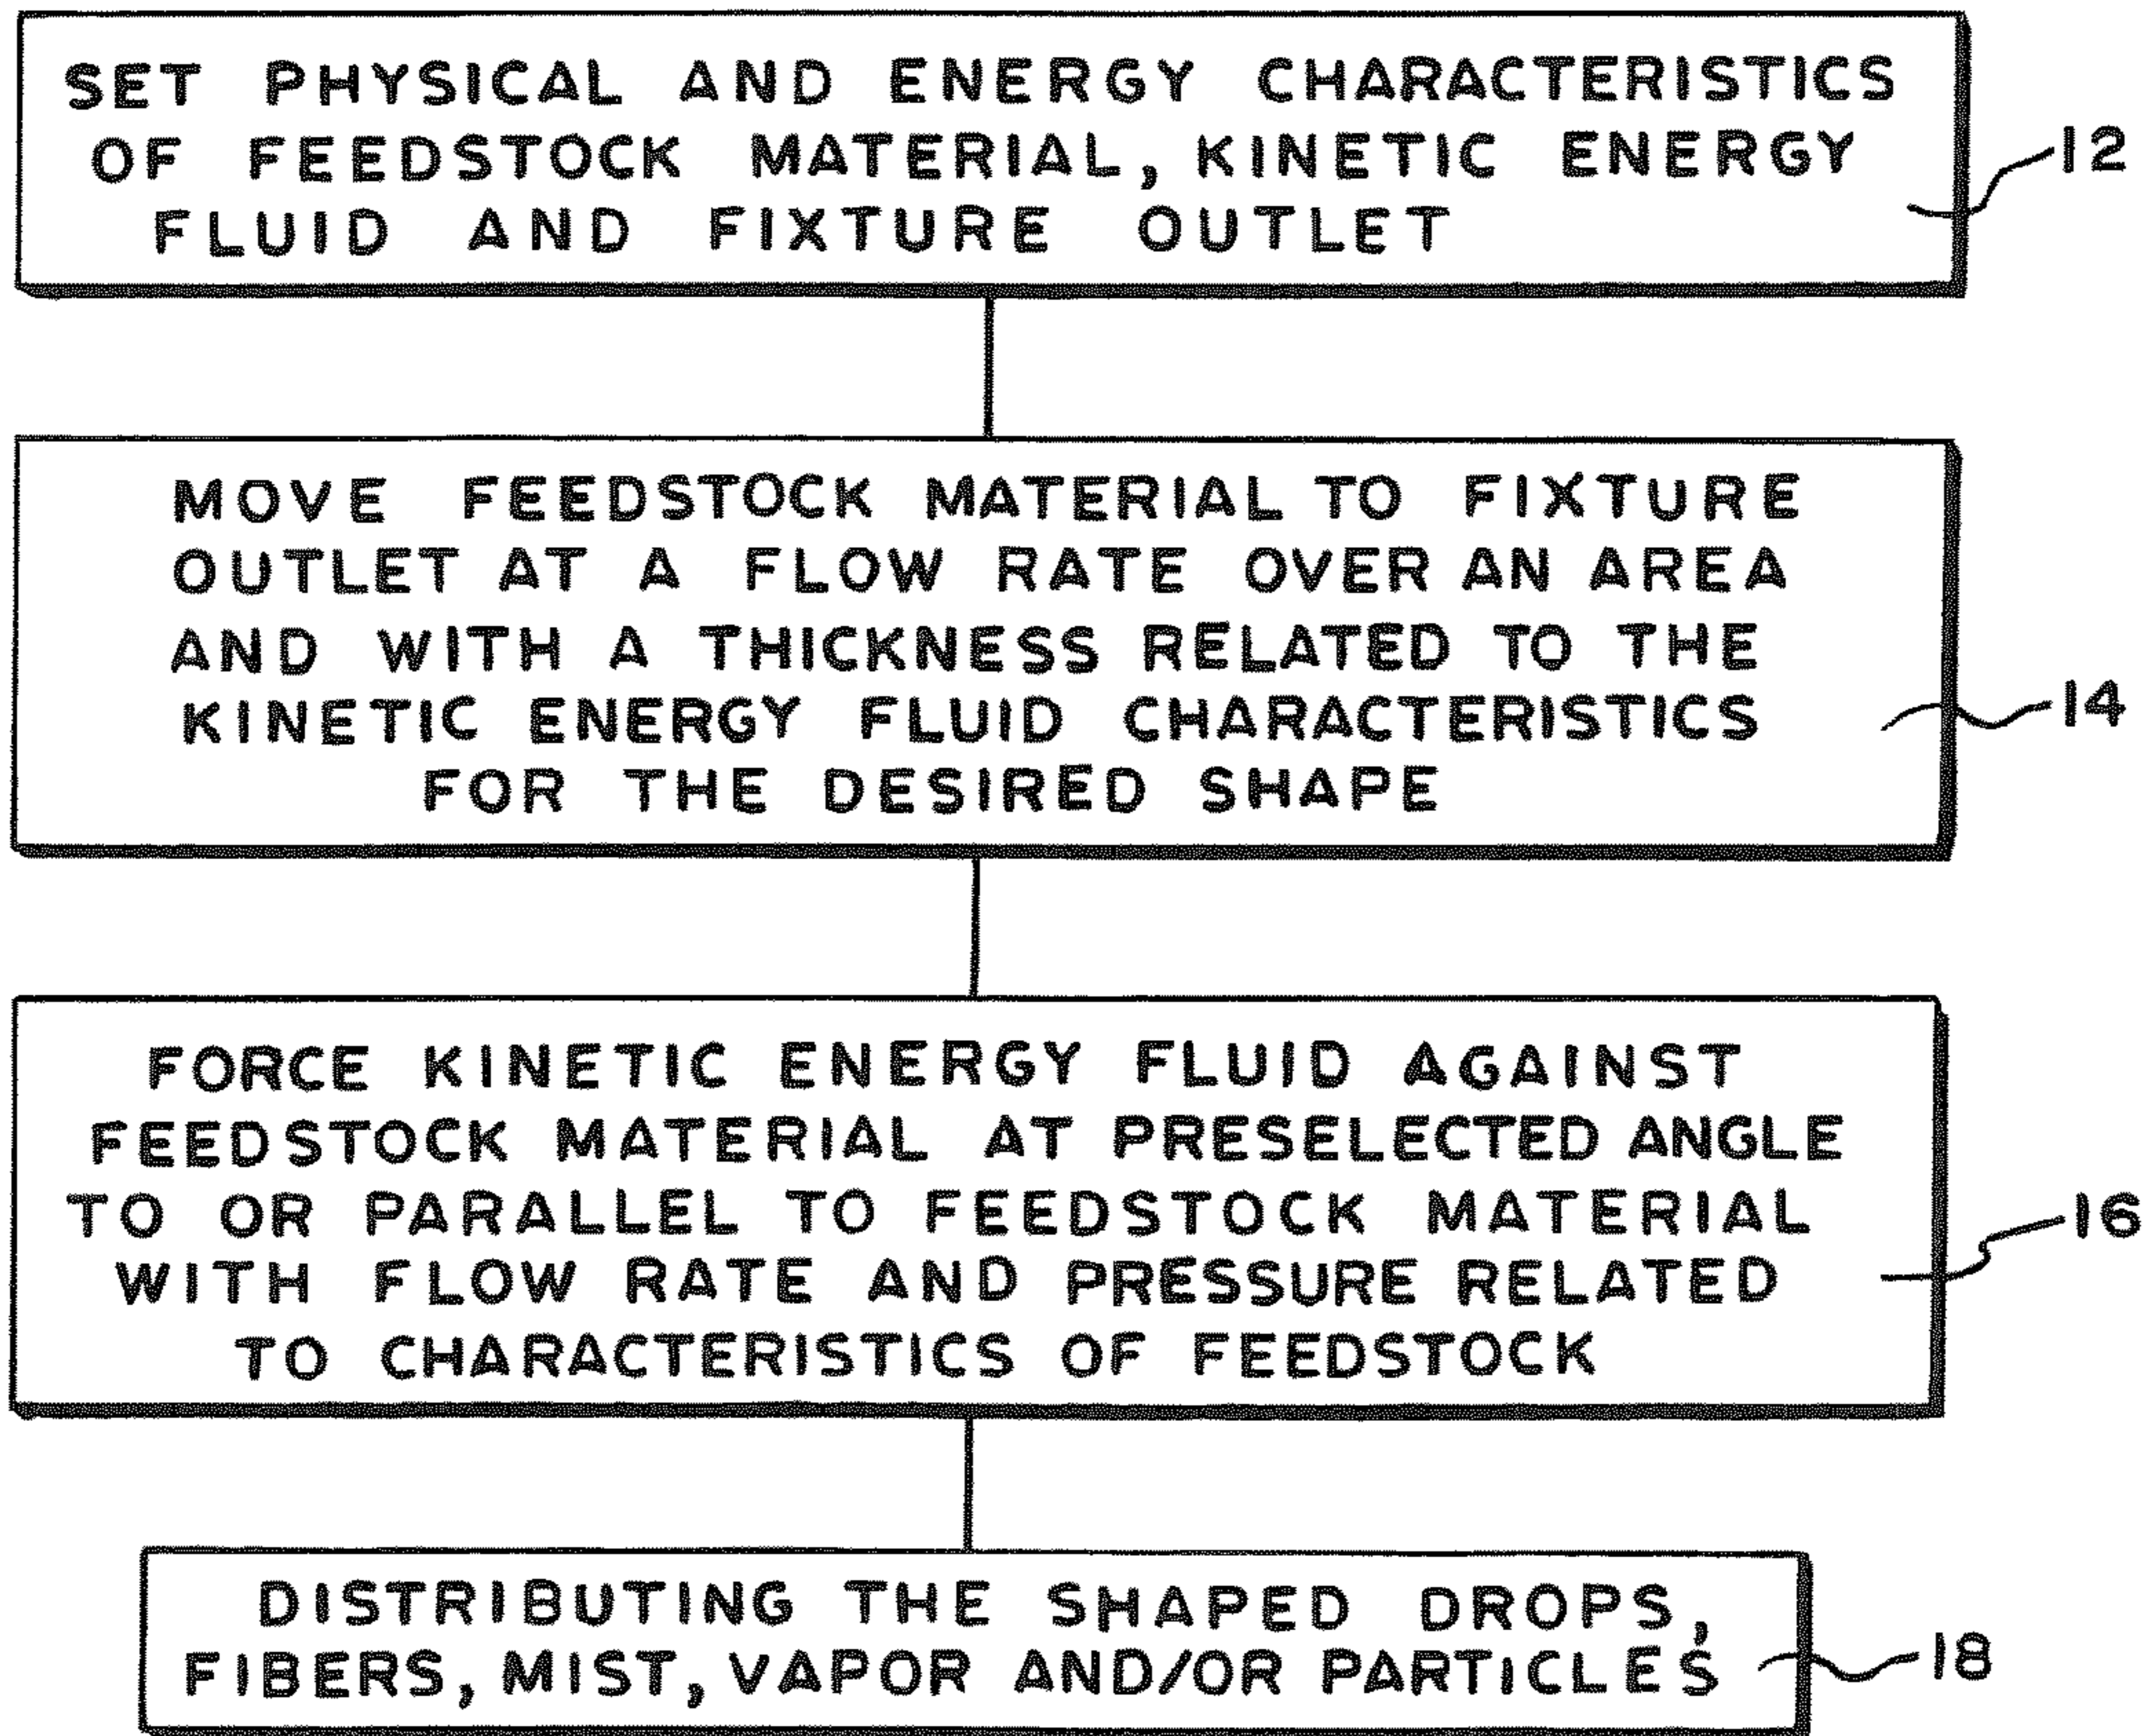 SET PHYSICAL AND ENERGY CHARACTERISTICS
OF FEEDSTOCK MATERIAL, KINETIC ENERGY
FLUID AND FIXTURE OUTLET
12
MOVE FEEDSTOCK MATERIAL TO FIXTURE
OUTLET AT A FLOW RATE OVER AN AREA
AND WITH A THICKNESS RELATED TO THE
KINETIC ENERGY FLUID CHARACTERISTICS
FOR THE DESIRED SHAPE
14
FORCE KINETIC ENERGY FLUID AGAINST
FEEDSTOCK MATERIAL AT PRESELECTED ANGLE
TO OR PARALLEL TO FEEDSTOCK MATERIAL
WITH FLOW RATE AND PRESSURE RELATED
TO CHARACTERISTICS OF FEEDSTOCK
16
DISTRIBUTING THE SHAPED DROPS,
FIBERS, MIST, VAPOR AND/OR PARTICLES
18